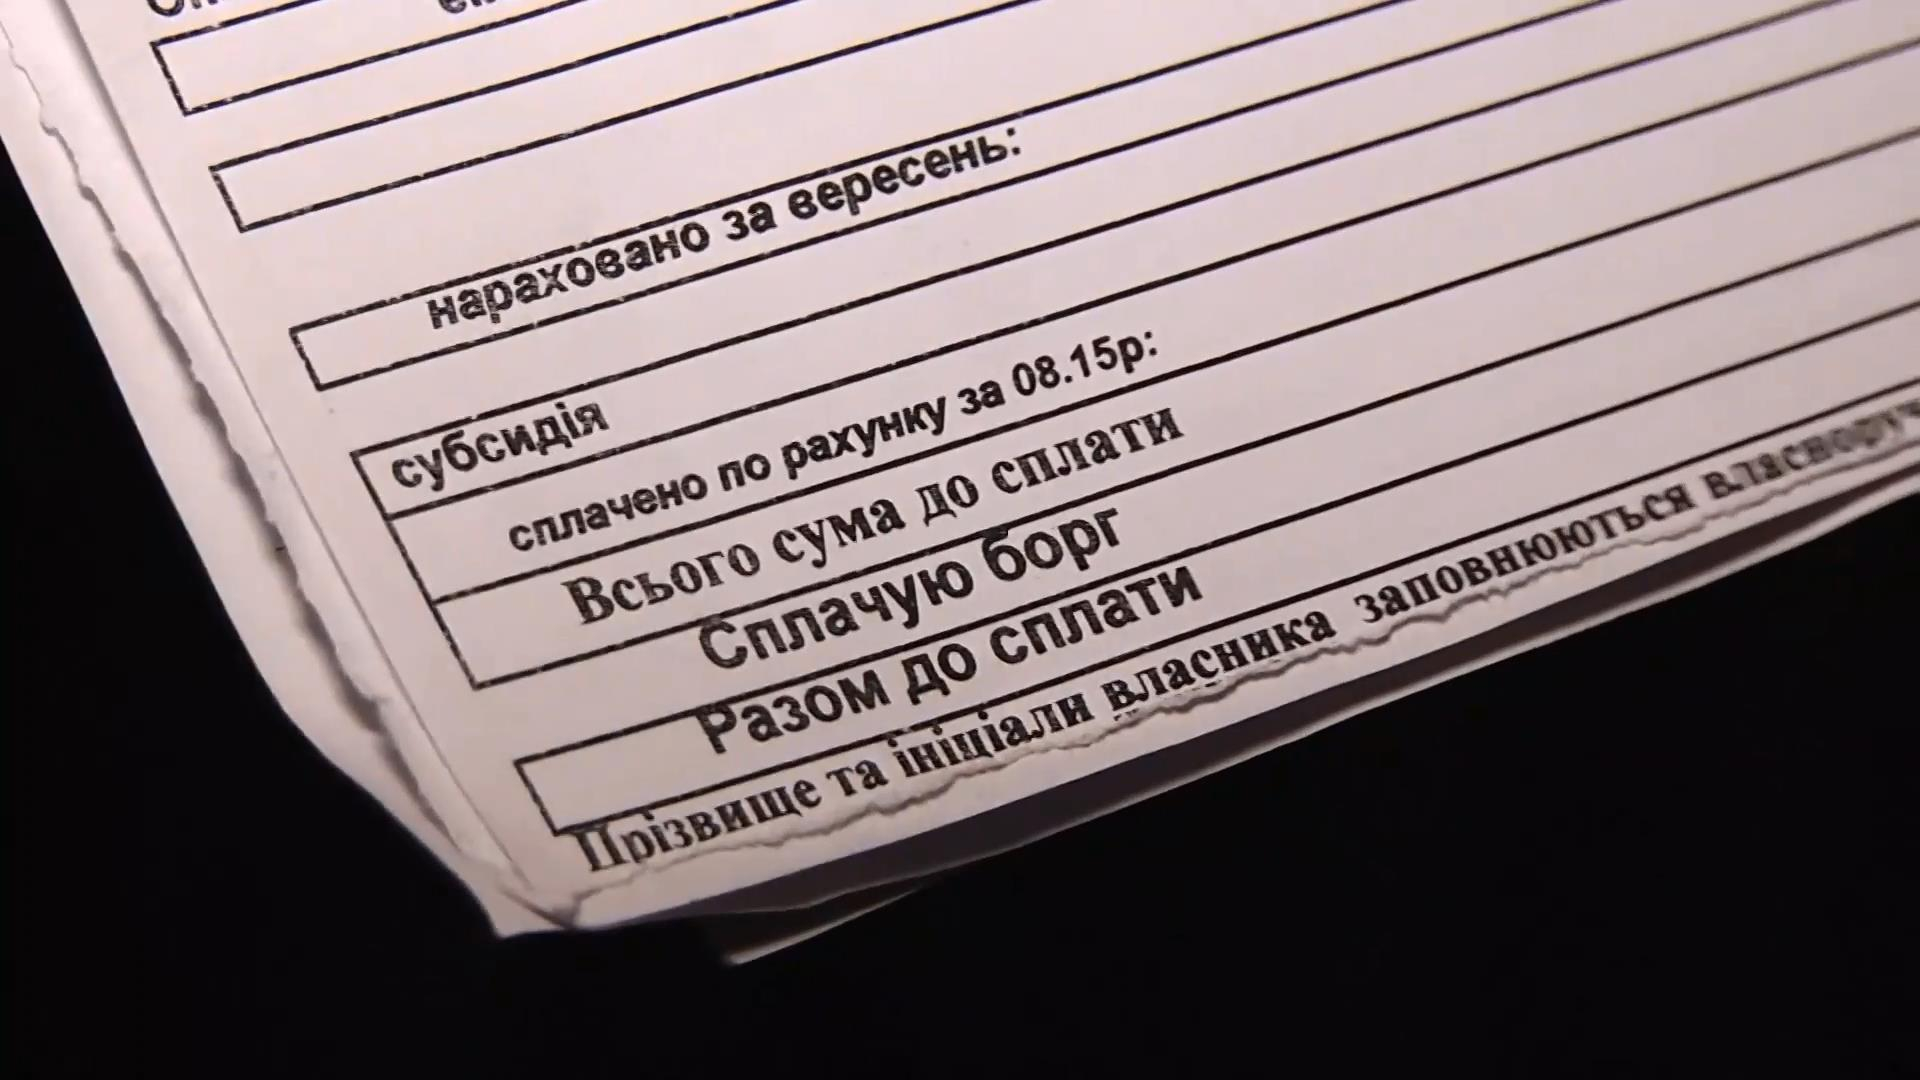 нараховано за вересень:
субсидія
сплачено по рахунку за 08.15р:
Всього сума до сплати
Сплачую борг
Разом до сплати
Прізвище та ініціали власника заповнюються